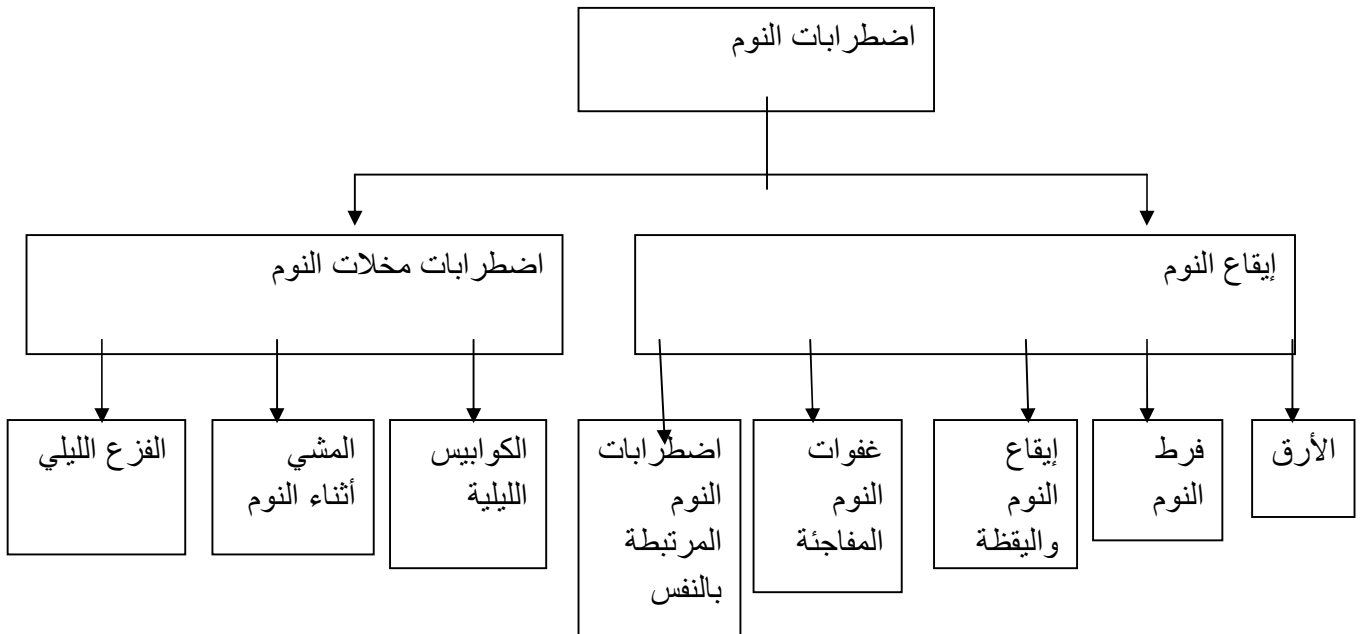 اضطرابات النوم
إيقاع النوم
اضطرابات مخلات النوم
الأرق
فرط
النوم
إيقاع
النوم
واليقظة
غفوات
النوم
المفاجئة
اضطرابات
النوم
المرتبطة
بالنفس
الكوابيس
الليلية
المشي
أثناء النوم
الفزع الليلي